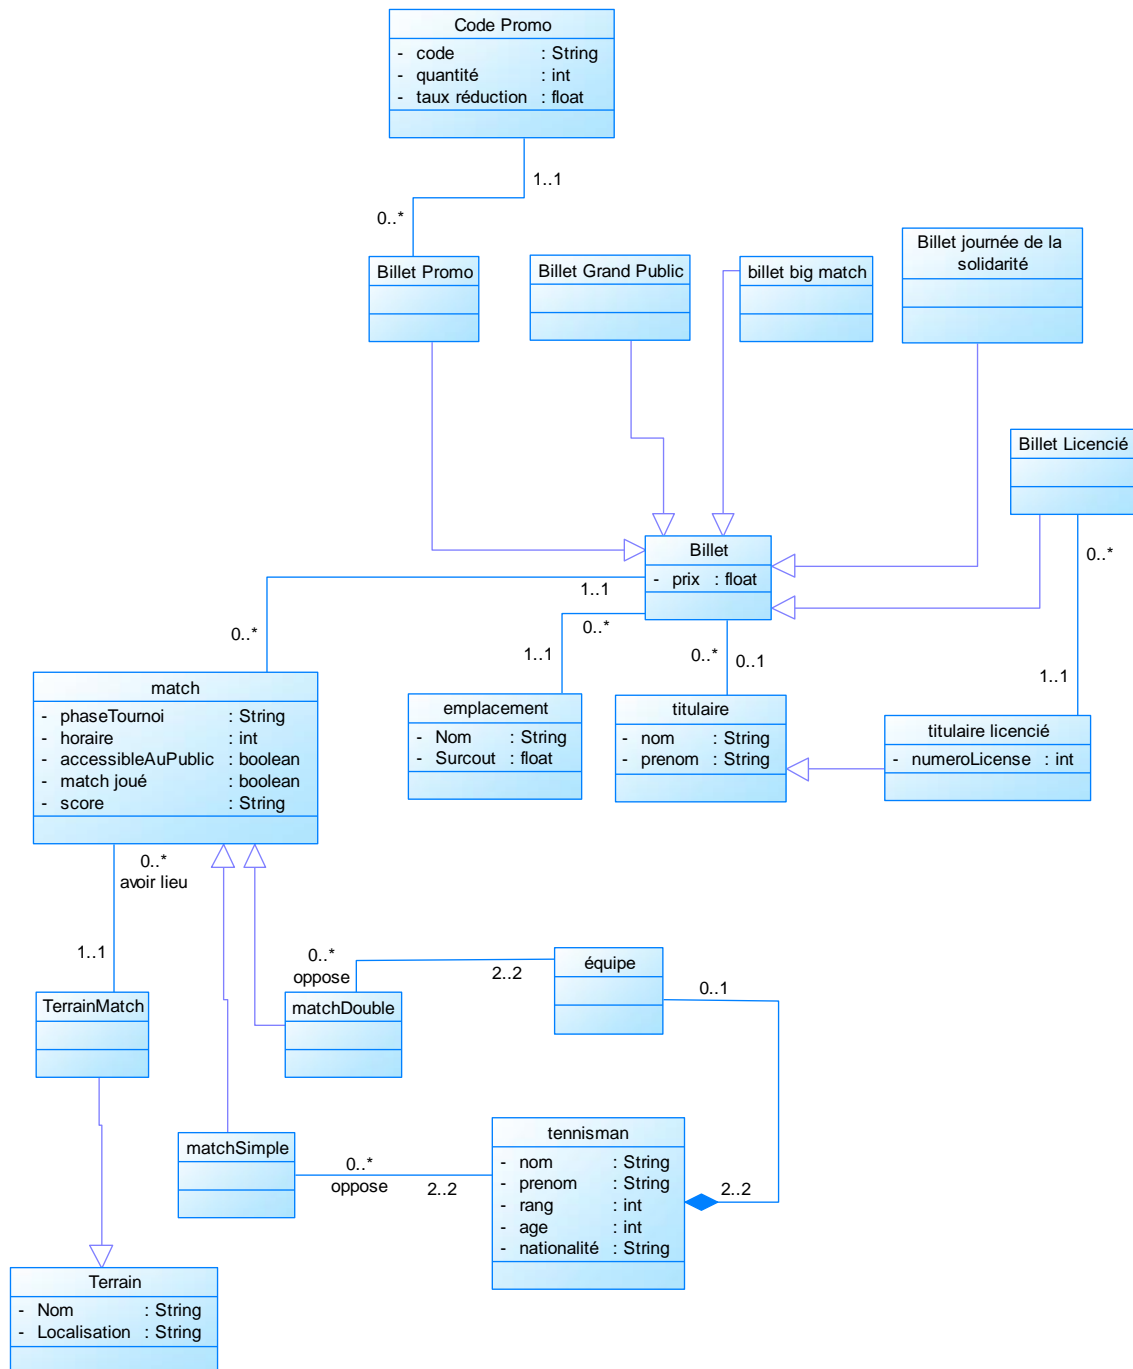 Code Promo
- code : String
- quantité : int
- taux réduction : float
1..1
0..*
Billet Promo
Billet Grand Public
billet big match
Billet journée de la
solidarité
Billet Licencié
0..*
Billet
- prix : float
1..1
0..*
0..*
1..1
0..*
0..1
1..1
match
- phaseTournoi : String
- horaire : int
- accessibleAuPublic : boolean
- match joué : boolean
- score : String
emplacement
- Nom : String
- Surcout : float
titulaire
- nom : String
- prenom : String
titulaire licencié
- numeroLicense : int
0..*
avoir lieu
1..1
TerrainMatch
0..*
oppose
2..2
matchDouble
équipe
0..1
matchSimple
0..*
oppose
2..2
tennisman
- nom : String
- prenom : String
- rang : int
- age : int
- nationalité : String
2..2
Terrain
- Nom : String
- Localisation : String